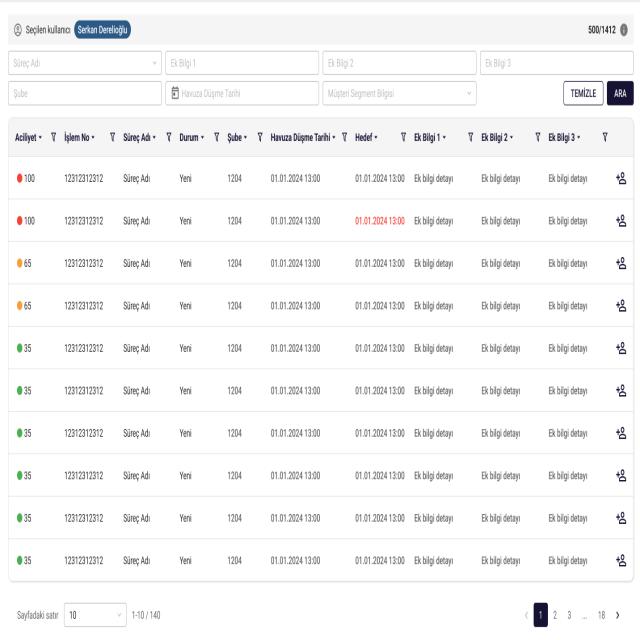 Seçilen kullanıcı Serkan Derelioğlu 500/1412
Süreç Adı Ek Bilgi 1 Ek Bilgi 2 Ek Bilgi 3
Şube Havuza Düşme Tarihi Müşteri Segment Bilgisi TEMİZLE ARA
Aciliyet İşlem No Süreç Adı Durum Şube Havuza Düşme Tarihi Hedef Ek Bilgi 1 Ek Bilgi 2 Ek Bilgi 3
100 12312312312 Süreç Adı Yeni 1204 01.01.2024 13:00 01.01.2024 13:00 Ek bilgi detayı Ek bilgi detayı Ek bilgi detayı
100 12312312312 Süreç Adı Yeni 1204 01.01.2024 13:00 01.01.2024 13:00 Ek bilgi detayı Ek bilgi detayı Ek bilgi detayı
65 12312312312 Süreç Adı Yeni 1204 01.01.2024 13:00 01.01.2024 13:00 Ek bilgi detayı Ek bilgi detayı Ek bilgi detayı
65 12312312312 Süreç Adı Yeni 1204 01.01.2024 13:00 01.01.2024 13:00 Ek bilgi detayı Ek bilgi detayı Ek bilgi detayı
35 12312312312 Süreç Adı Yeni 1204 01.01.2024 13:00 01.01.2024 13:00 Ek bilgi detayı Ek bilgi detayı Ek bilgi detayı
35 12312312312 Süreç Adı Yeni 1204 01.01.2024 13:00 01.01.2024 13:00 Ek bilgi detayı Ek bilgi detayı Ek bilgi detayı
35 12312312312 Süreç Adı Yeni 1204 01.01.2024 13:00 01.01.2024 13:00 Ek bilgi detayı Ek bilgi detayı Ek bilgi detayı
35 12312312312 Süreç Adı Yeni 1204 01.01.2024 13:00 01.01.2024 13:00 Ek bilgi detayı Ek bilgi detayı Ek bilgi detayı
35 12312312312 Süreç Adı Yeni 1204 01.01.2024 13:00 01.01.2024 13:00 Ek bilgi detayı Ek bilgi detayı Ek bilgi detayı
35 12312312312 Süreç Adı Yeni 1204 01.01.2024 13:00 01.01.2024 13:00 Ek bilgi detayı Ek bilgi detayı Ek bilgi detayı
Sayfadaki satır 10 1-10 / 140 1 2 3 ... 18